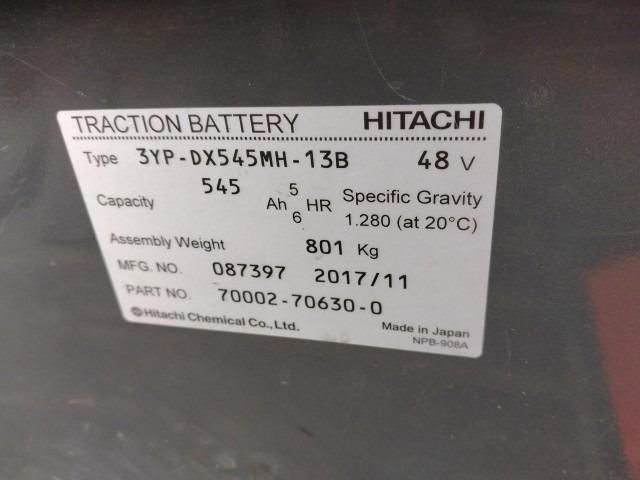 TRACTION BATTERY HITACHI
Type 3YP-DX545MH-13B 48 V
Capacity 545 Ah 5 6 HR Specific Gravity
1.280 (at 20°C)
Assembly Weight 801 Kg
MFG. NO. 087397 2017/11
PART NO. 70002-70630-0
Hitachi Chemical Co., Ltd. Made in Japan
NPB-908A